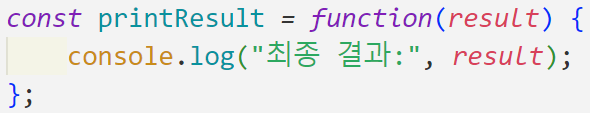 const printResult = function(result) {
    console.log("최종 결과:", result);
};